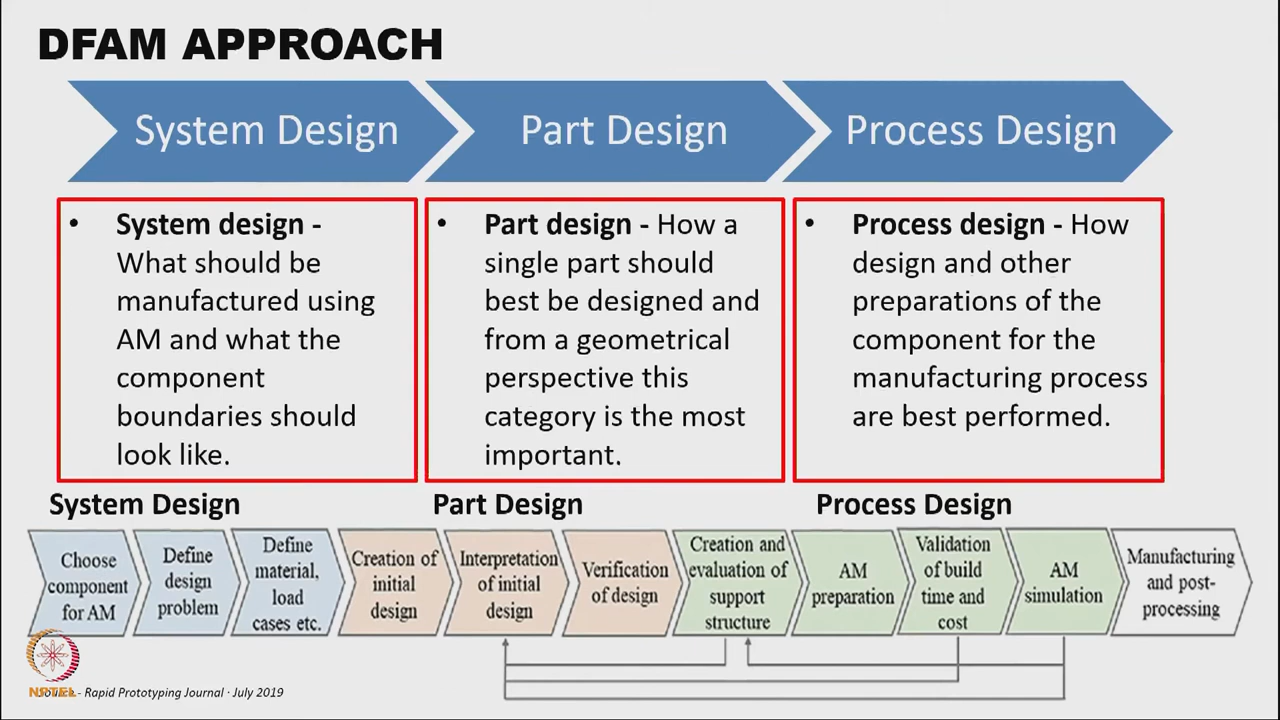 DFAM APPROACH
System Design
Part Design
Process Design
• System design -
What should be
manufactured using
AM and what the
component
boundaries should
look like.
• Part design - How a
single part should
best be designed and
from a geometrical
perspective this
category is the most
important.
• Process design - How
design and other
preparations of the
component for the
manufacturing process
are best performed.
System Design
Part Design
Process Design
Choose
component
for AM
Define
design
problem
Define
material,
load
cases etc.
Creation of
initial
design
Interpretation
of initial
design
Verification
of design
Creation and
evaluation of
support
structure
AM
preparation
Validation
of build
time and
cost
AM
simulation
Manufacturing
and post-
processing
NPTEL
- Rapid Prototyping Journal · July 2019